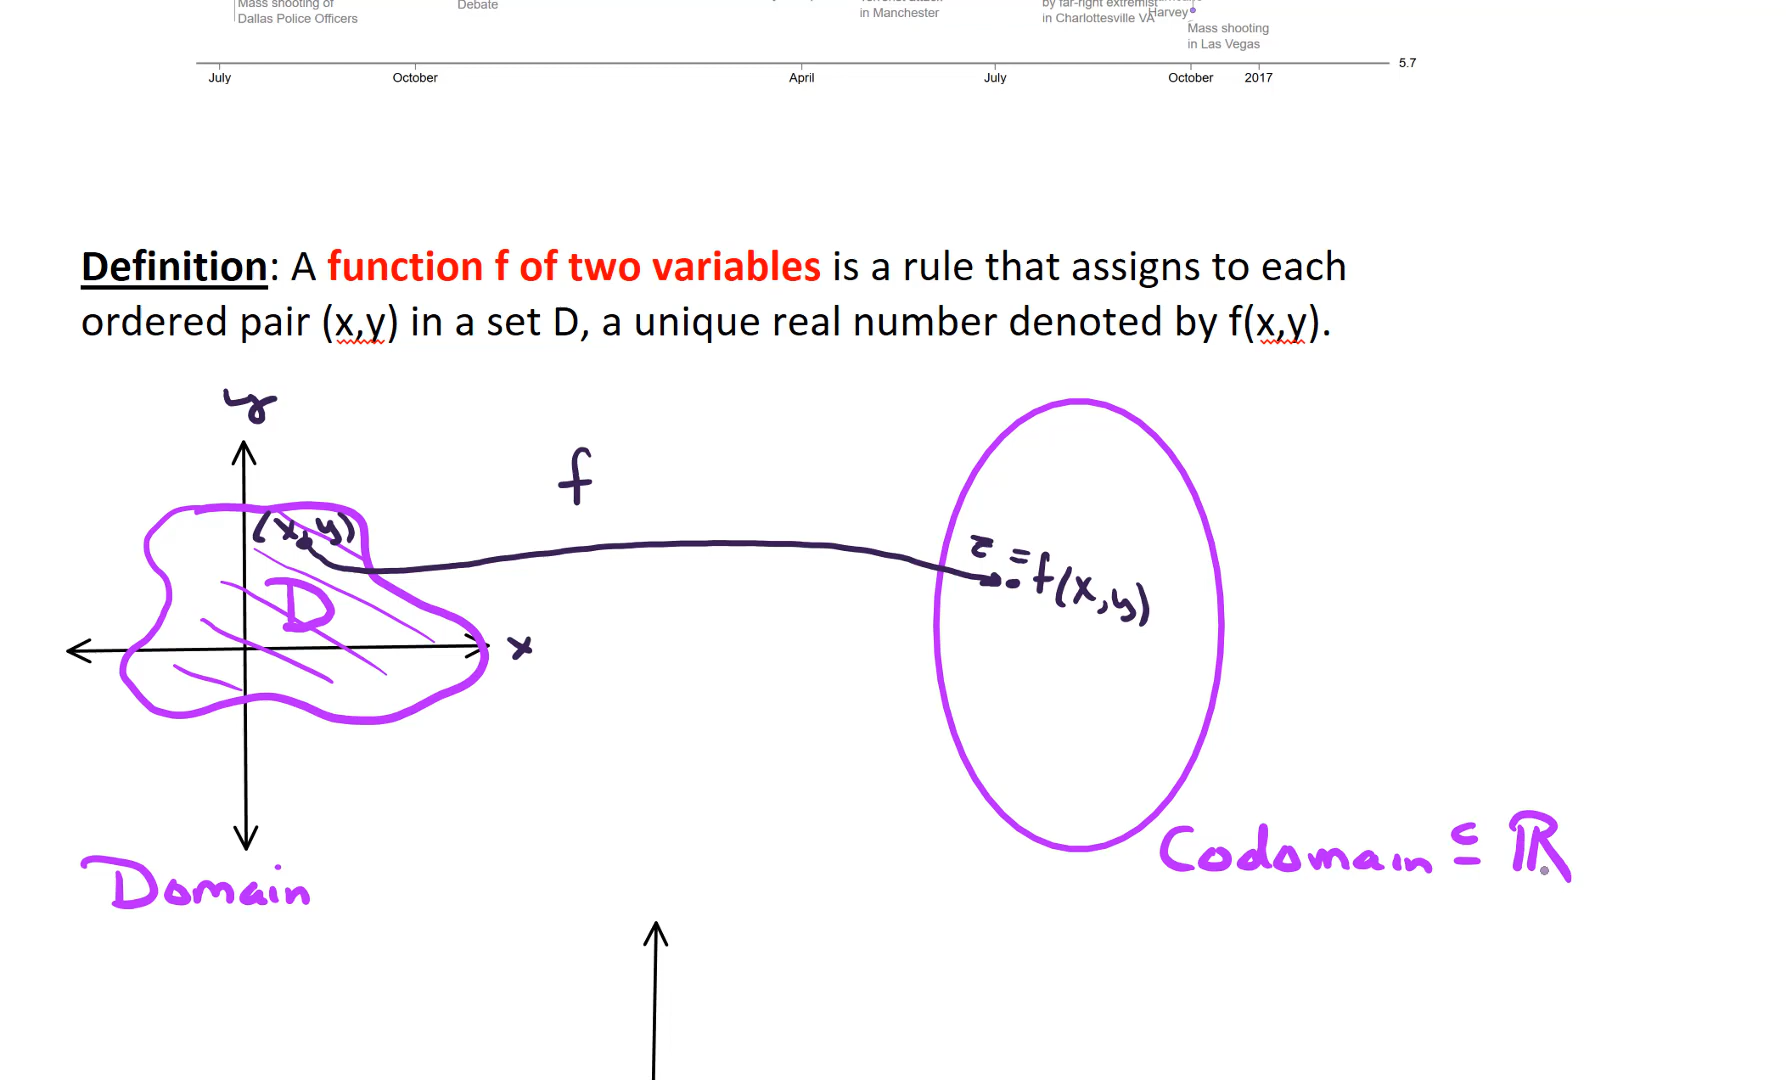 Mass shooting of
Dallas Police Officers
Debate
in Manchester
by far-right extremist
in Charlottesville VA
Harvey
Mass shooting
in Las Vegas
5.7
July October April July October 2017
Definition: A function f of two variables is a rule that assigns to each
ordered pair (x,y) in a set D, a unique real number denoted by f(x,y).
y
f
(x,y)
z = f(x,y)
D
x
Codomain ⊆ ℝ
Domain